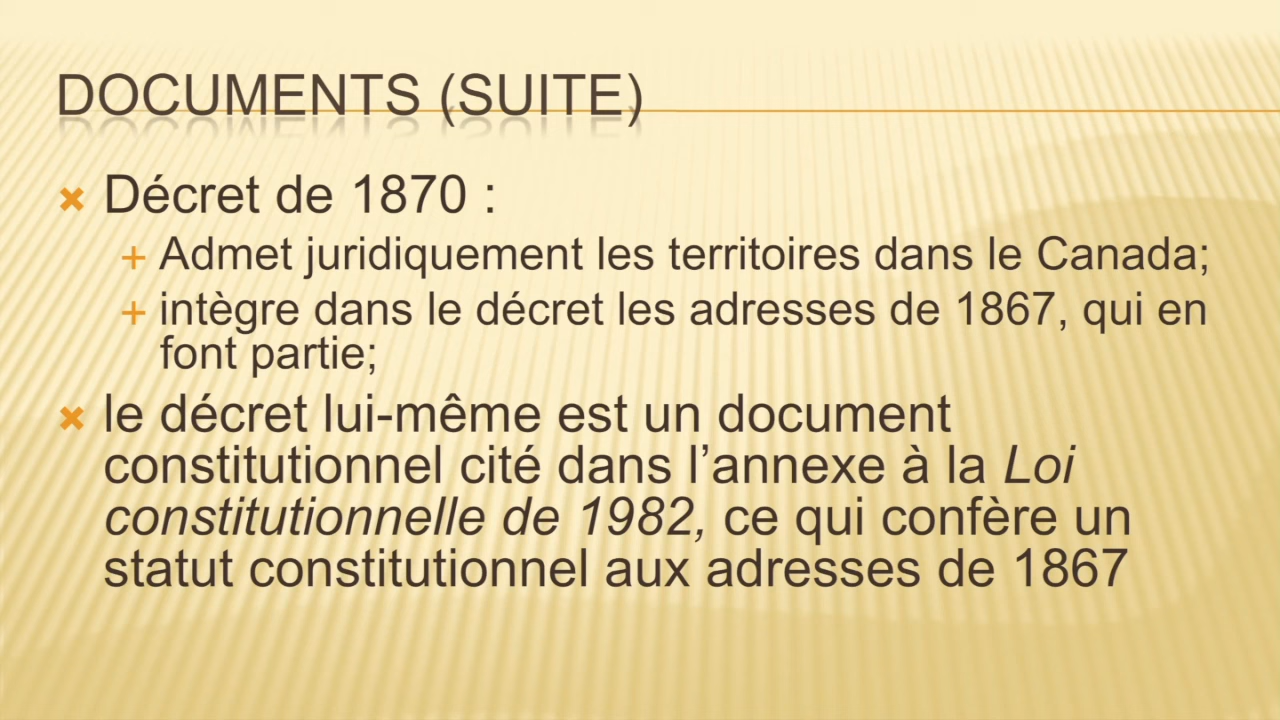 DOCUMENTS (SUITE)
Décret de 1870 :
Admet juridiquement les territoires dans le Canada;
intègre dans le décret les adresses de 1867, qui en
font partie;
le décret lui-même est un document
constitutionnel cité dans l’annexe à la Loi
constitutionnelle de 1982, ce qui confère un
statut constitutionnel aux adresses de 1867